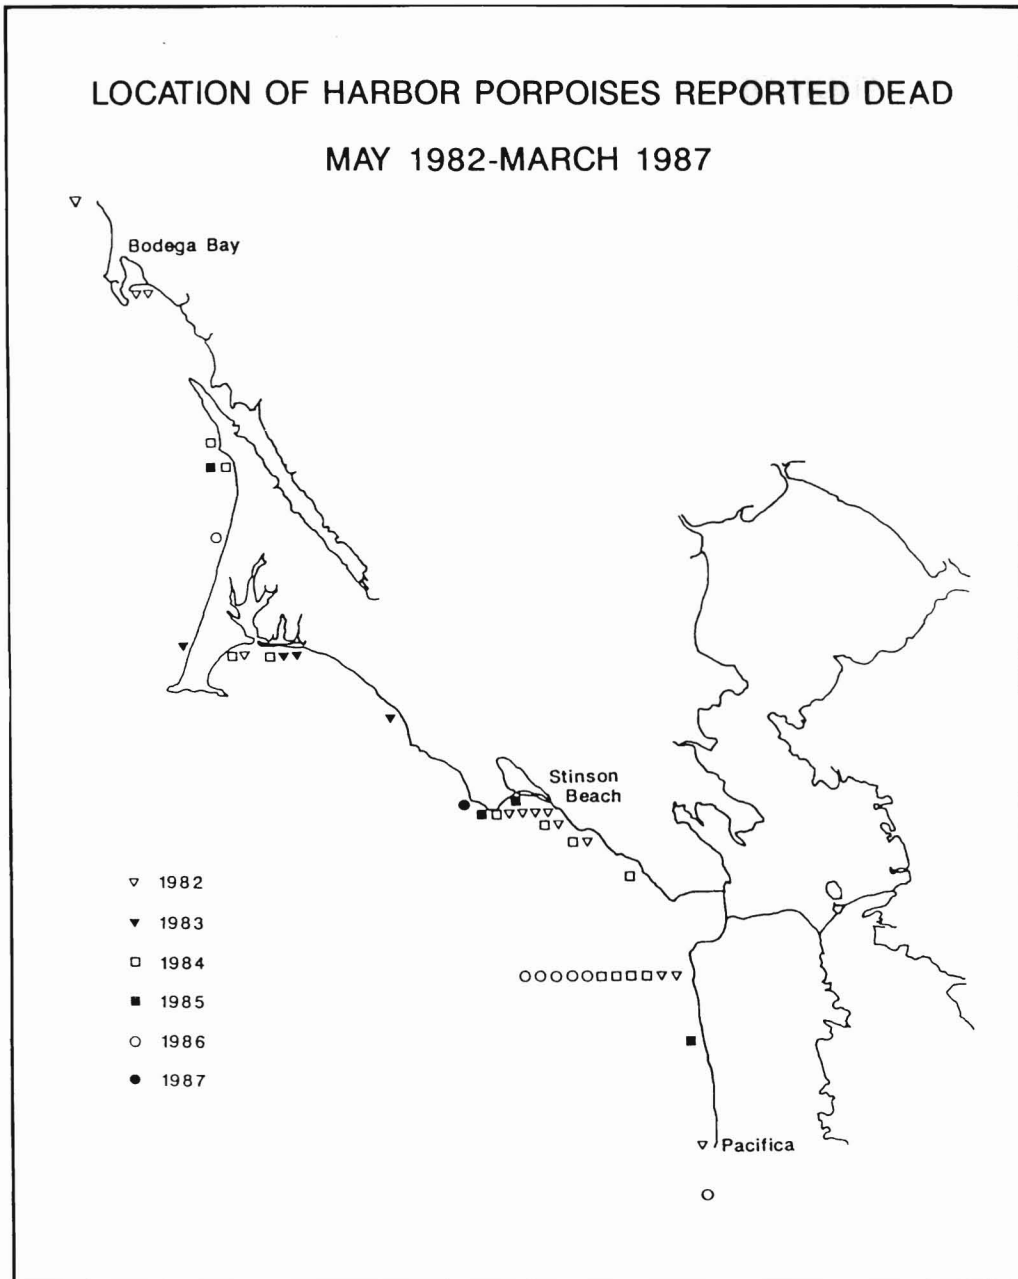 LOCATION OF HARBOR PORPOISES REPORTED DEAD
MAY 1982-MARCH 1987
Bodega Bay
Stinson
Beach
1982
1983
1984
1985
1986
1987
Pacifica